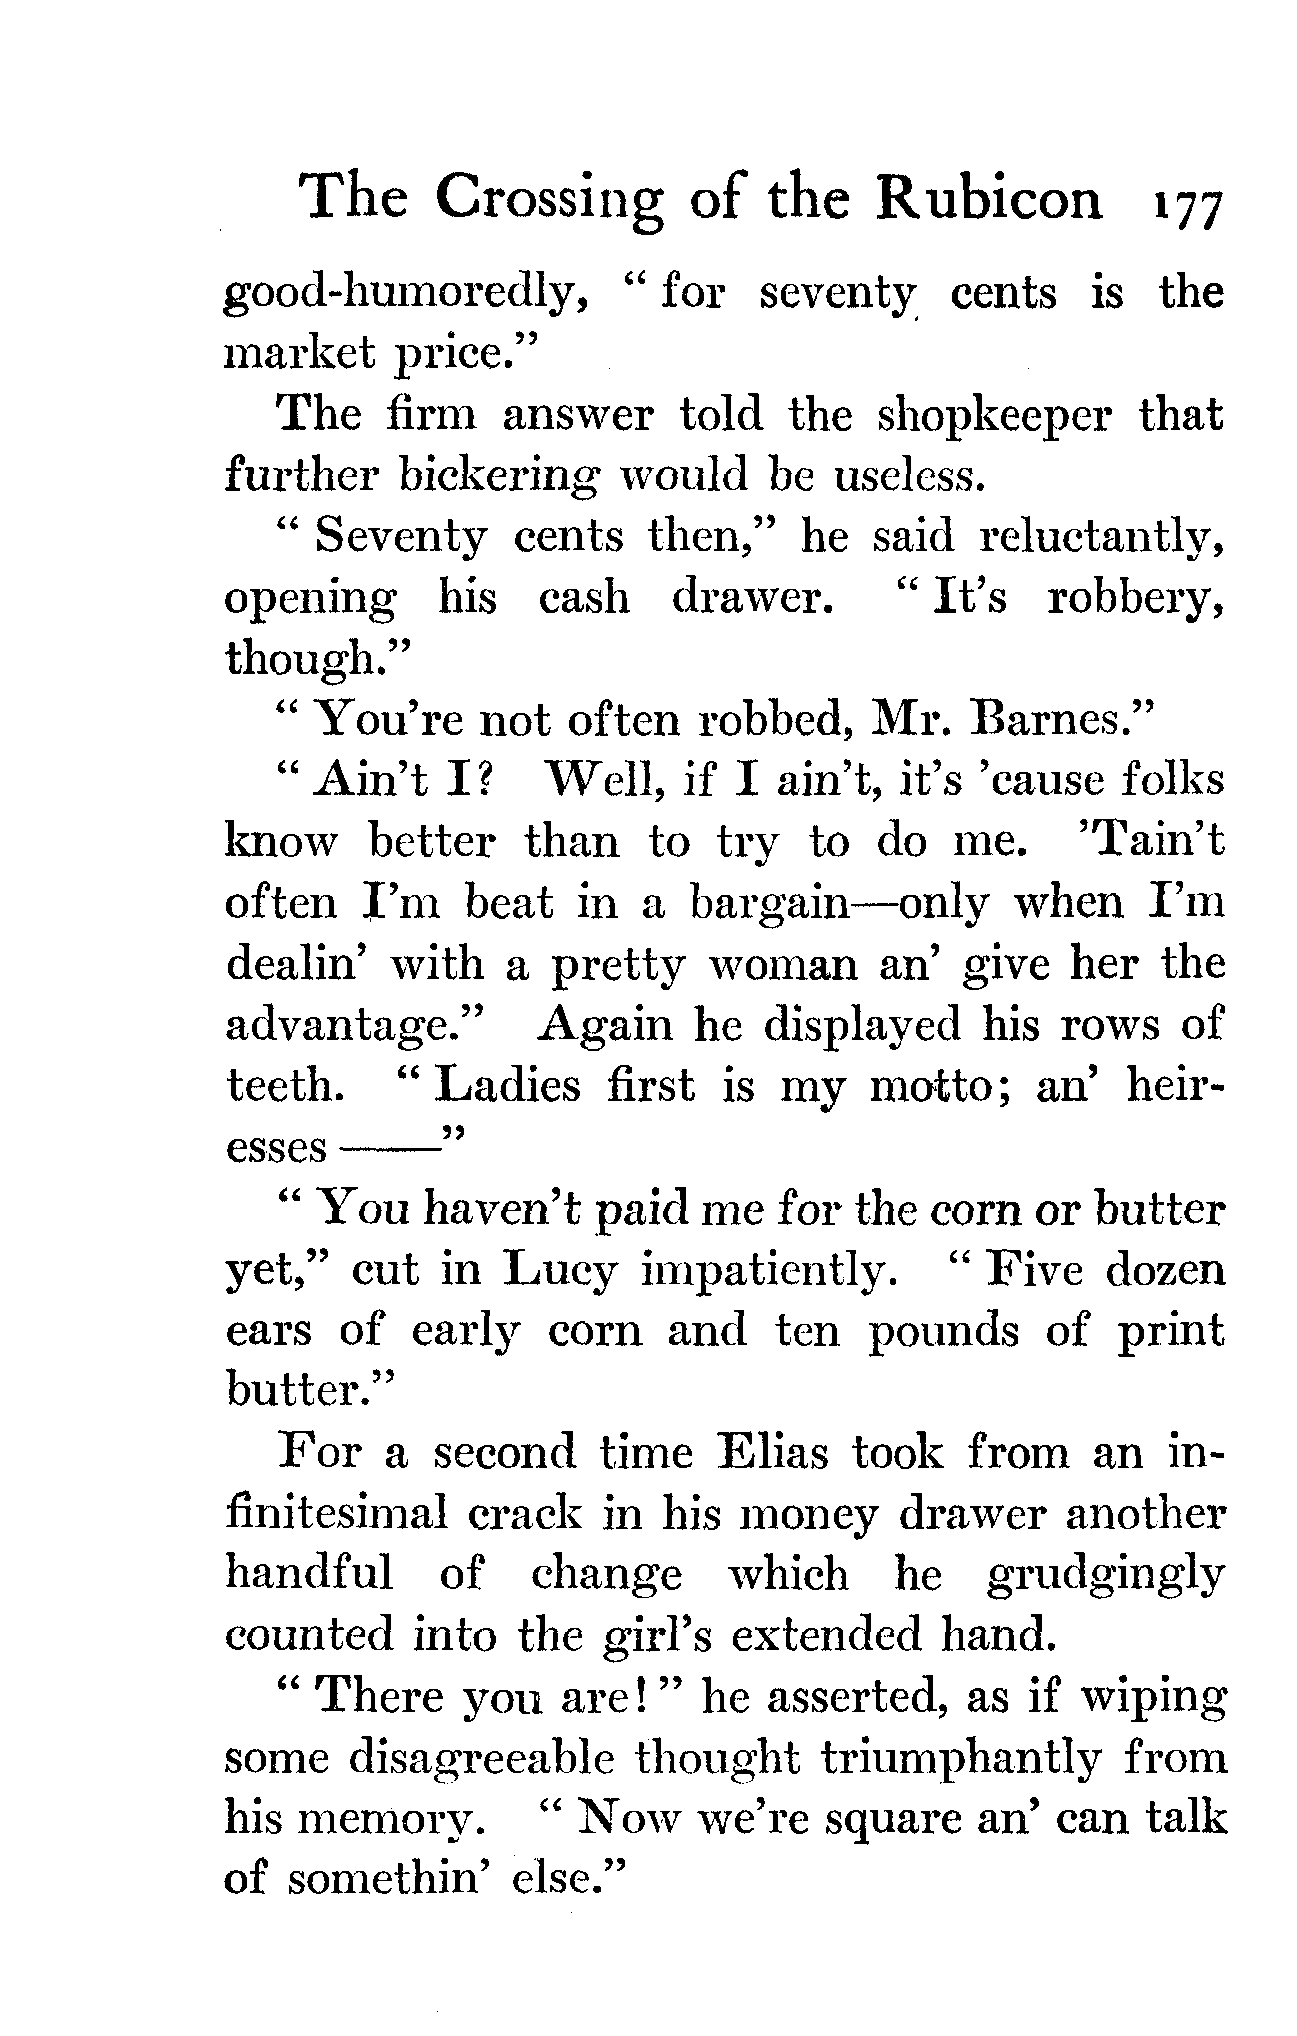 The Crossing of the Rubicon 177
good-humoredly, “ for seventy cents is the
market price.”
The firm answer told the shopkeeper that
further bickering would be useless.
“ Seventy cents then,” he said reluctantly,
opening his cash drawer. “ It’s robbery,
though.”
“ You’re not often robbed, Mr. Barnes.”
“ Ain’t I? Well, if I ain’t, it’s ’cause folks
know better than to try to do me. ’Tain’t
often I’m beat in a bargain—only when I’m
dealin’ with a pretty woman an’ give her the
advantage.” Again he displayed his rows of
teeth. “ Ladies first is my motto; an’ heir-
esses ——”
“ You haven’t paid me for the corn or butter
yet,” cut in Lucy impatiently. “ Five dozen
ears of early corn and ten pounds of print
butter.”
For a second time Elias took from an in-
finitesimal crack in his money drawer another
handful of change which he grudgingly
counted into the girl’s extended hand.
“ There you are! ” he asserted, as if wiping
some disagreeable thought triumphantly from
his memory. “ Now we’re square an’ can talk
of somethin’ else.”